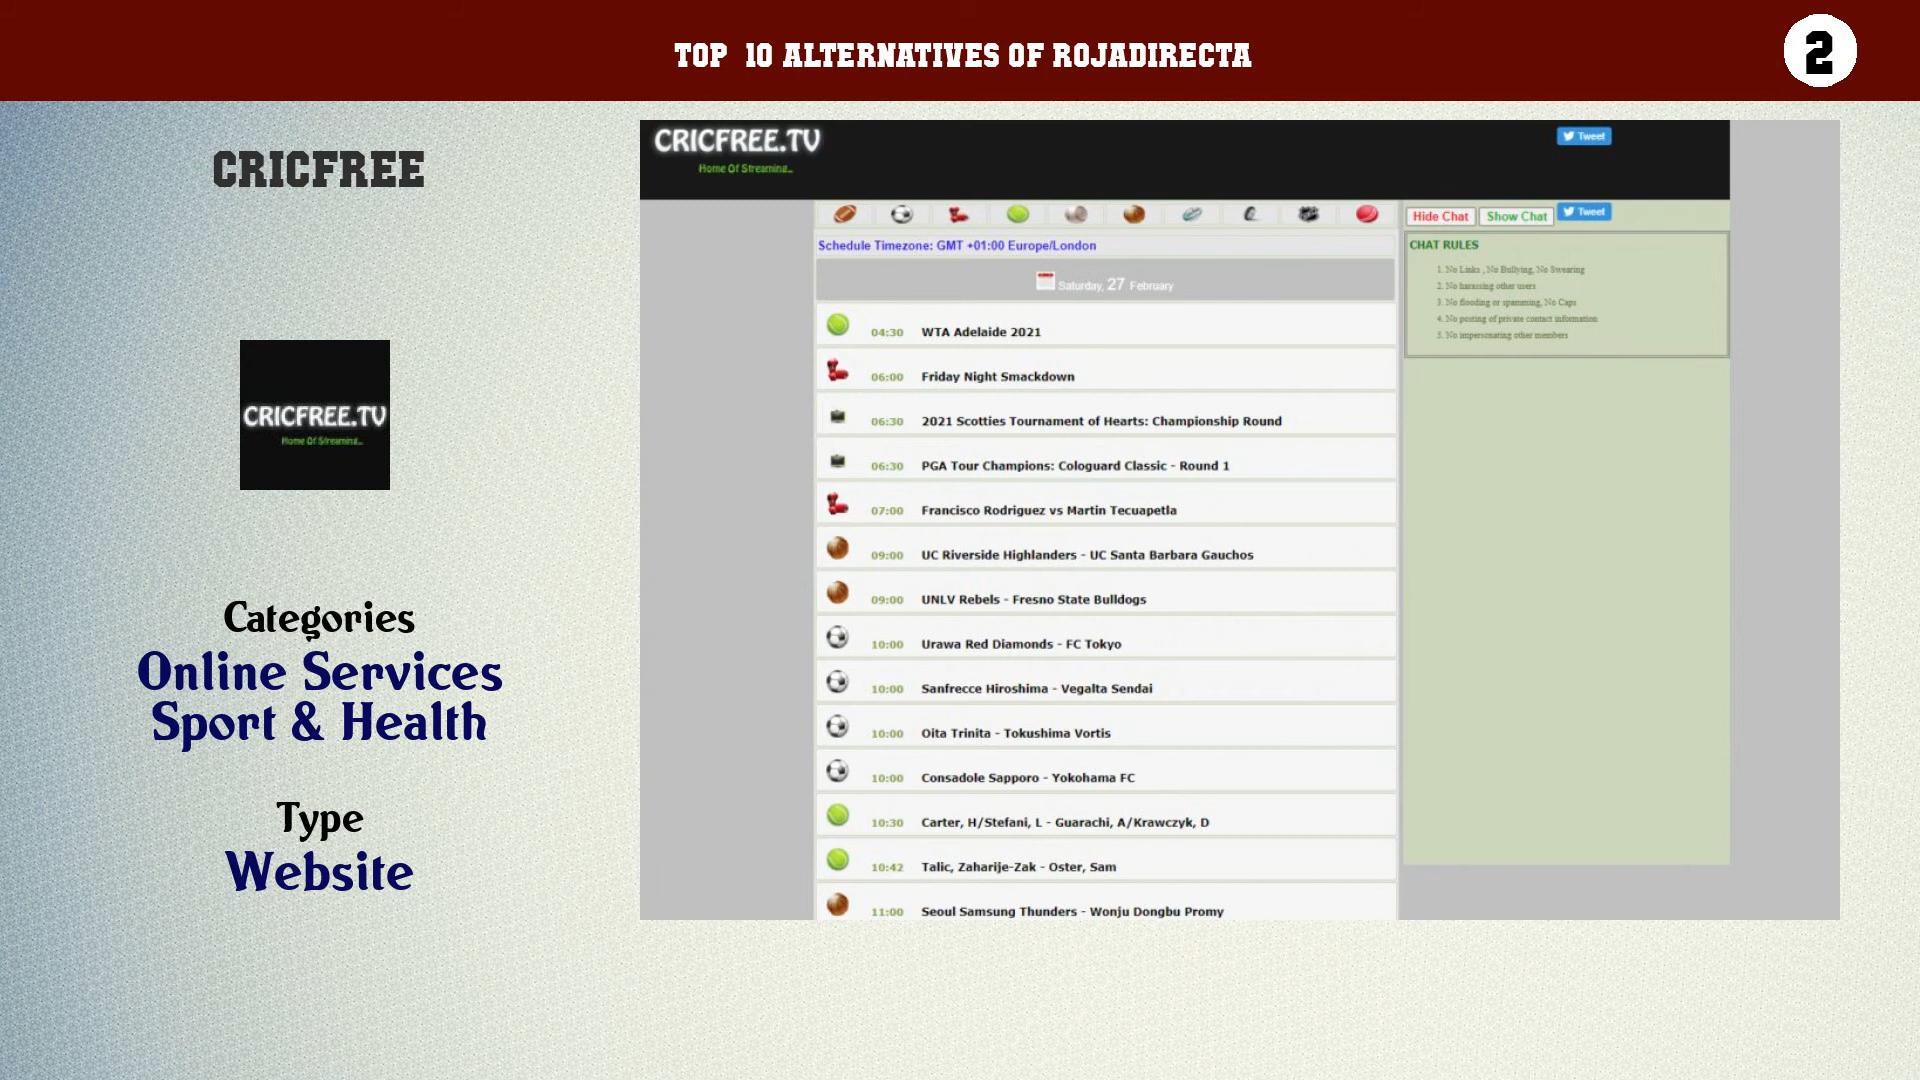 TOP 10 ALTERNATIVES OF ROJADIRECTA
2
CRICFREE
CRICFREE.TV
Home Of Streaming...
Categories
Online Services
Sport & Health
Type
Website
CRICFREE.TV
Home Of Streaming...
Tweet
Hide Chat
Show Chat
Tweet
Schedule Timezone: GMT +01:00 Europe/London
Saturday, 27 February
04:30 WTA Adelaide 2021
06:00 Friday Night Smackdown
06:30 2021 Scotties Tournament of Hearts: Championship Round
06:30 PGA Tour Champions: Cologuard Classic - Round 1
07:00 Francisco Rodriguez vs Martin Tecuapetla
09:00 UC Riverside Highlanders - UC Santa Barbara Gauchos
09:00 UNLV Rebels - Fresno State Bulldogs
10:00 Urawa Red Diamonds - FC Tokyo
10:00 Sanfrecce Hiroshima - Vegalta Sendai
10:00 Oita Trinita - Tokushima Vortis
10:00 Consadole Sapporo - Yokohama FC
10:30 Carter, H/Stefani, L - Guarachi, A/Krawczyk, D
10:42 Talic, Zaharije-Zak - Oster, Sam
11:00 Seoul Samsung Thunders - Wonju Dongbu Promy
CHAT RULES
1. No Links , No Bullying, No Swearing
2. No harassing other users
3. No flooding or spamming, No Caps
4. No posting of private contact information
5. No impersonating other members